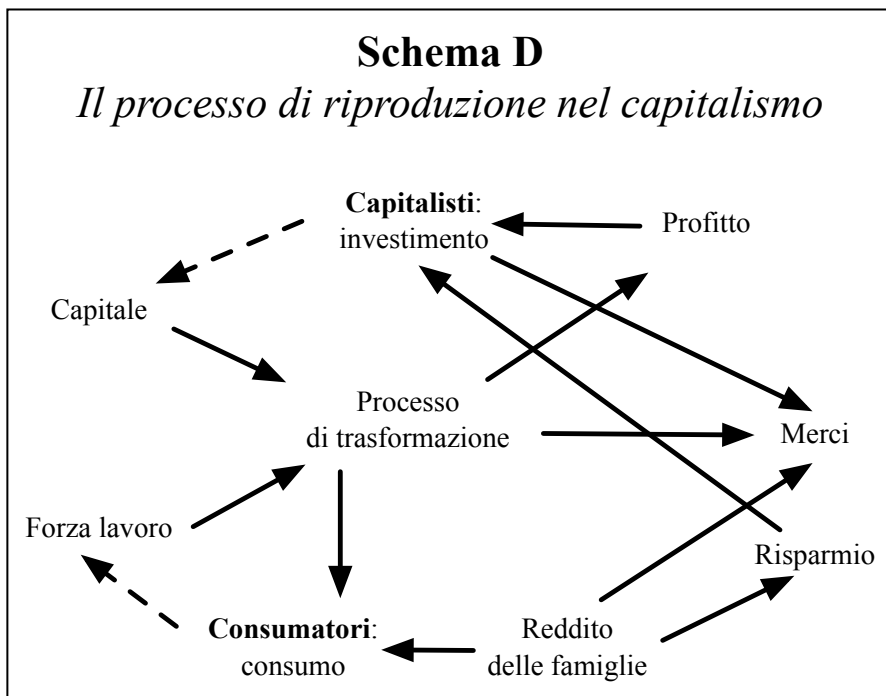 Schema D
Il processo di riproduzione nel capitalismo
Capitalisti:
investimento
Profitto
Capitale
Processo
di trasformazione
Merci
Forza lavoro
Risparmio
Consumatori:
consumo
Reddito
delle famiglie